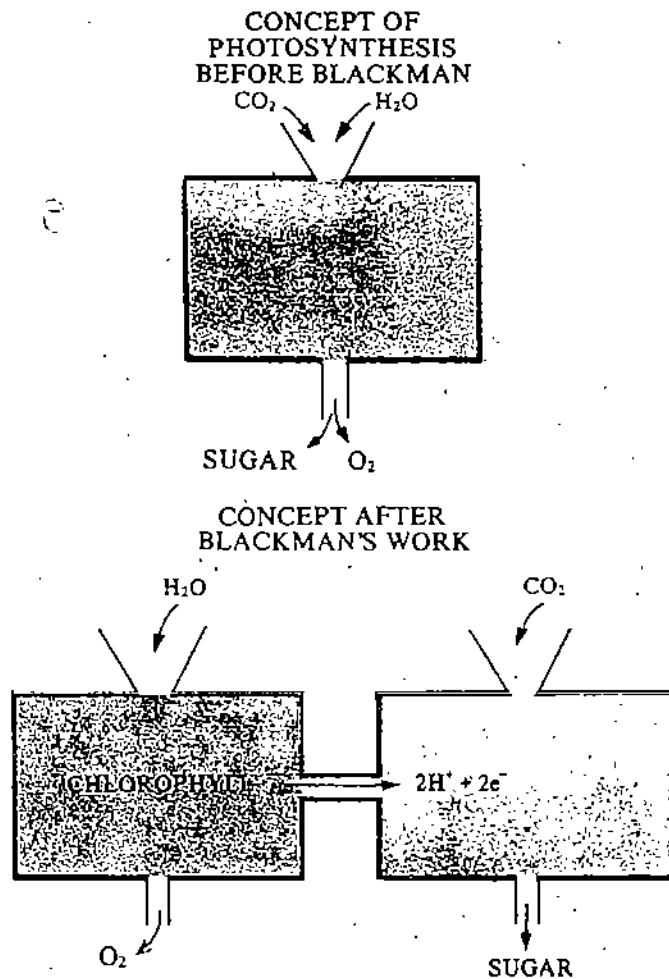 CONCEPT OF
PHOTOSYNTHESIS
BEFORE BLACKMAN
CO₂ H₂O
SUGAR O₂
CONCEPT AFTER
BLACKMAN'S WORK
H₂O CO₂
(CHLOROPHYLL) 2H⁺ + 2e⁻
O₂ SUGAR